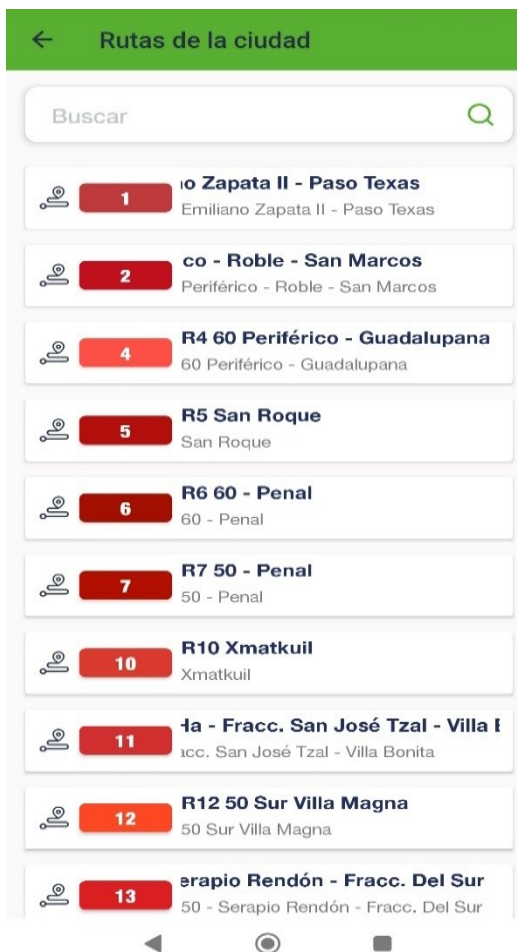 Rutas de la ciudad
Buscar
1
o Zapata II - Paso Texas
Emiliano Zapata II - Paso Texas
2
co - Roble - San Marcos
Periférico - Roble - San Marcos
4
R4 60 Periférico - Guadalupana
60 Periférico - Guadalupana
5
R5 San Roque
San Roque
6
R6 60 - Penal
60 - Penal
7
R7 50 - Penal
50 - Penal
10
R10 Xmatkuil
Xmatkuil
11
Ha - Fracc. San José Tzal - Villa
acc. San José Tzal - Villa Bonita
12
R12 50 Sur Villa Magna
50 Sur Villa Magna
13
erapio Rendón - Fracc. Del Sur
50 - Serapio Rendón - Fracc. Del Sur